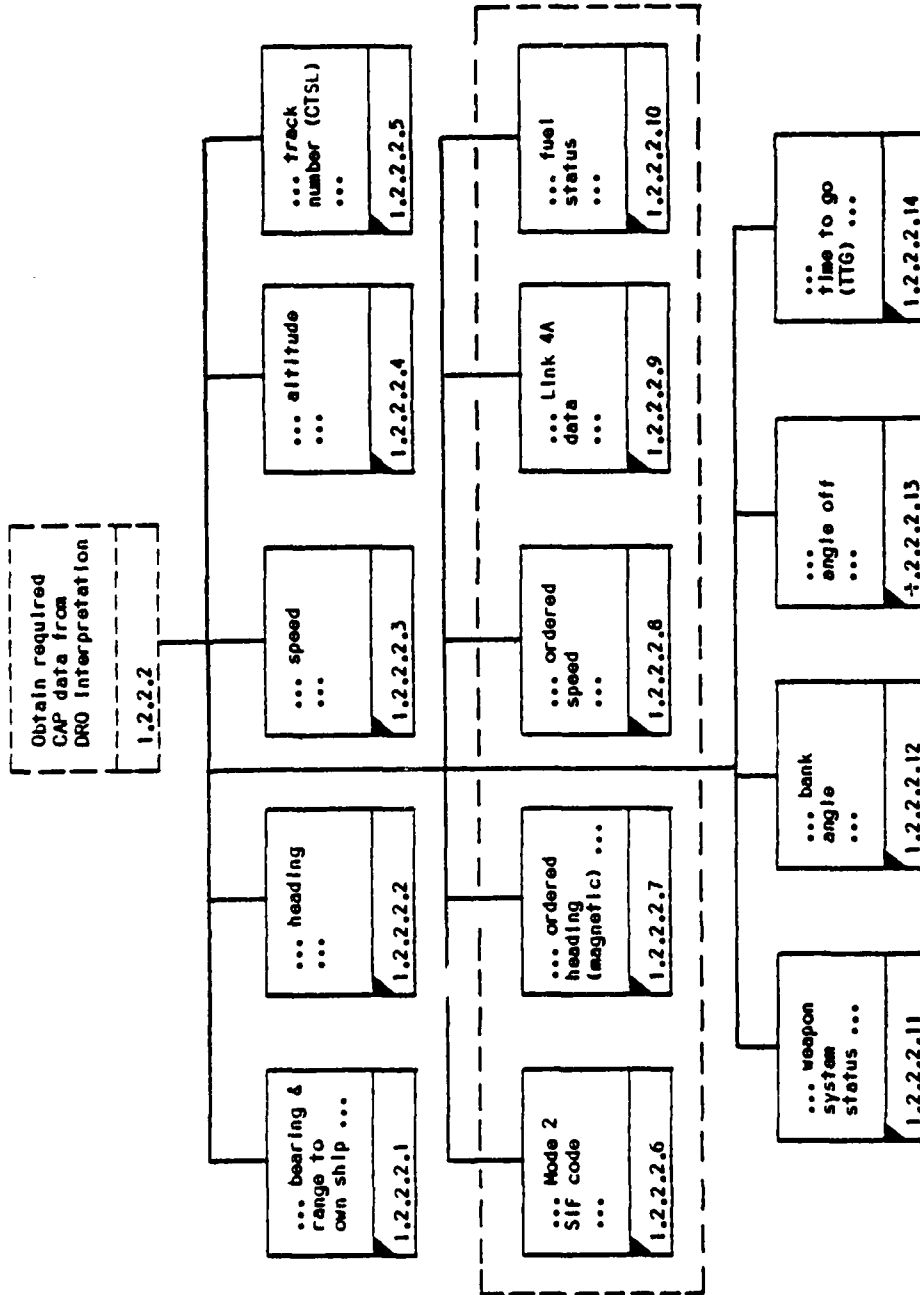 Obtain required
CAP data from
DRO Interpretation
1.2.2.2
... bearing &
range to
own ship ...
1.2.2.2.1
... heading
...
1.2.2.2.2
... speed
...
1.2.2.2.3
... altitude
...
1.2.2.2.4
... track
number (CTSL)
...
1.2.2.2.5
... Mode 2
Sif code
...
1.2.2.2.6
... ordered
heading
(magnetic) ...
1.2.2.2.7
... ordered
speed
...
1.2.2.2.8
... Link 4A
data
...
1.2.2.2.9
... fuel
status
...
1.2.2.2.10
... weapon
system
status ...
1.2.2.2.11
... bank
angle
...
1.2.2.2.12
...
angle off
...
1.2.2.2.13
...
time to go
(TTG) ...
1.2.2.2.14